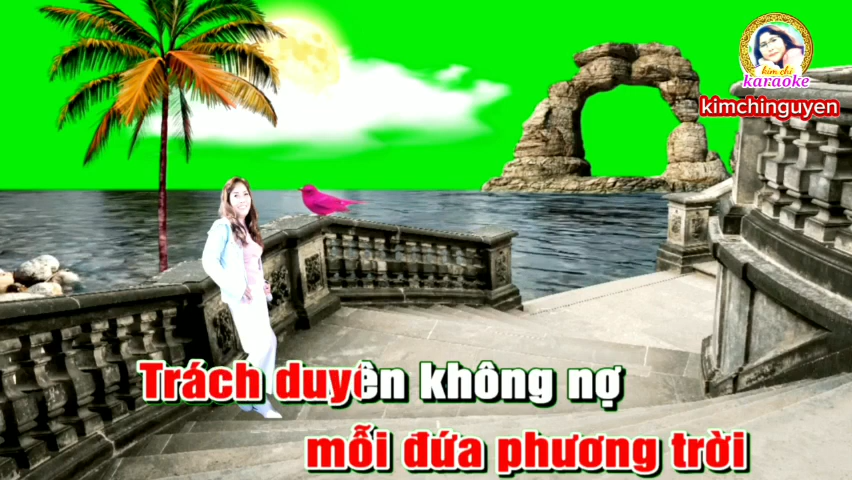 kim chi
karaoke
kimchinguyen
Trách duyên không nợ
mỗi đứa phương trời